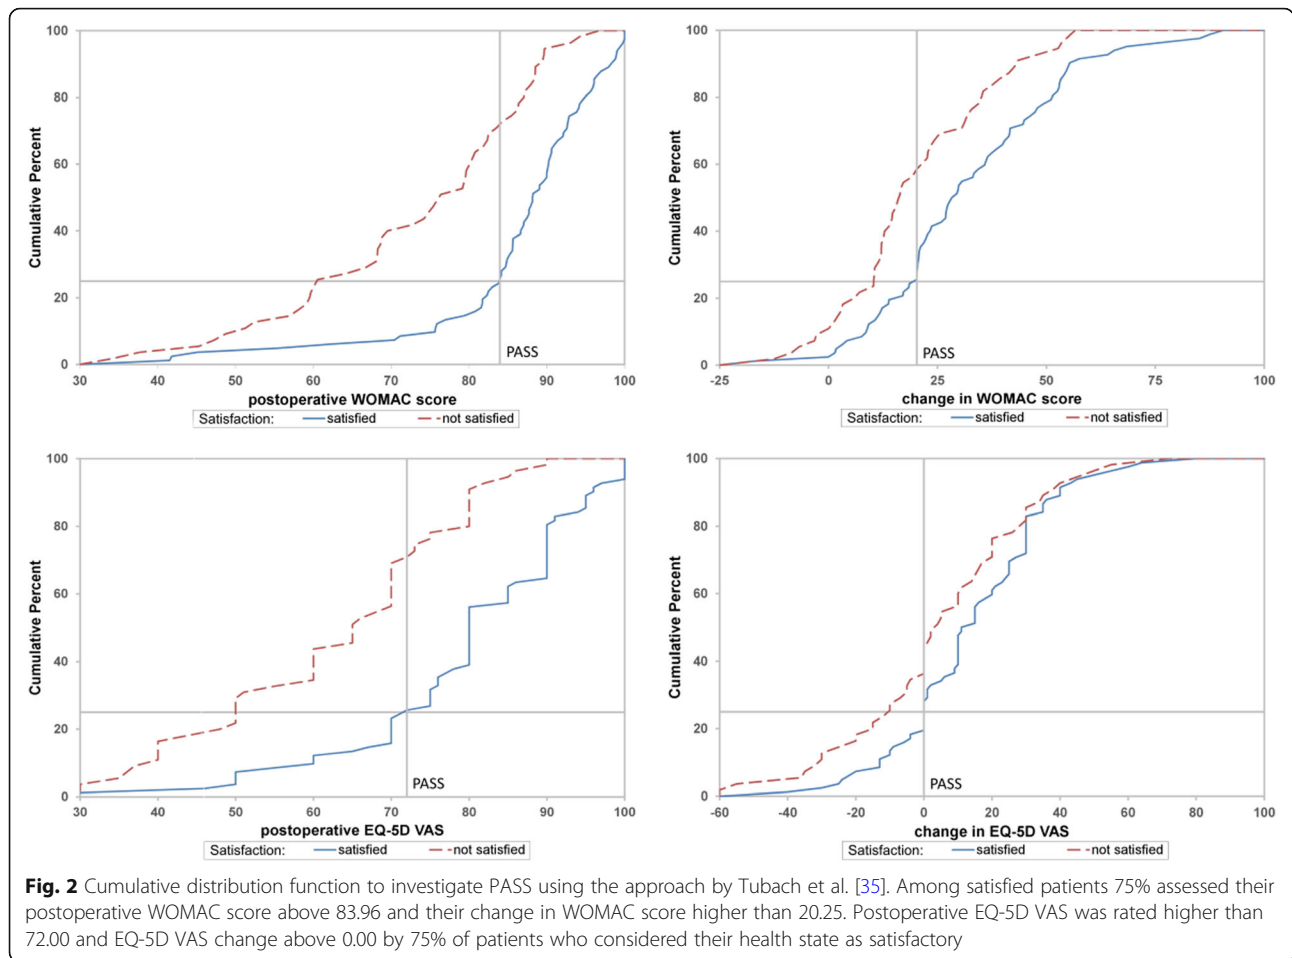 100
80
60
40
20
0
Cumulative Percent
PASS
30 40 50 60 70 80 90 100
postoperative WOMAC score
Satisfaction: satisfied not satisfied
100
80
60
40
20
0
Cumulative Percent
PASS
-25 0 25 50 75 100
change in WOMAC score
Satisfaction: satisfied not satisfied
100
80
60
40
20
0
Cumulative Percent
PASS
30 40 50 60 70 80 90 100
postoperative EQ-5D VAS
Satisfaction: satisfied not satisfied
100
80
60
40
20
0
Cumulative Percent
PASS
-60 -40 -20 0 20 40 60 80 100
change in EQ-5D VAS
Satisfaction: satisfied not satisfied
Fig. 2 Cumulative distribution function to investigate PASS using the approach by Tubach et al. [35]. Among satisfied patients 75% assessed their
postoperative WOMAC score above 83.96 and their change in WOMAC score higher than 20.25. Postoperative EQ-5D VAS was rated higher than
72.00 and EQ-5D VAS change above 0.00 by 75% of patients who considered their health state as satisfactory